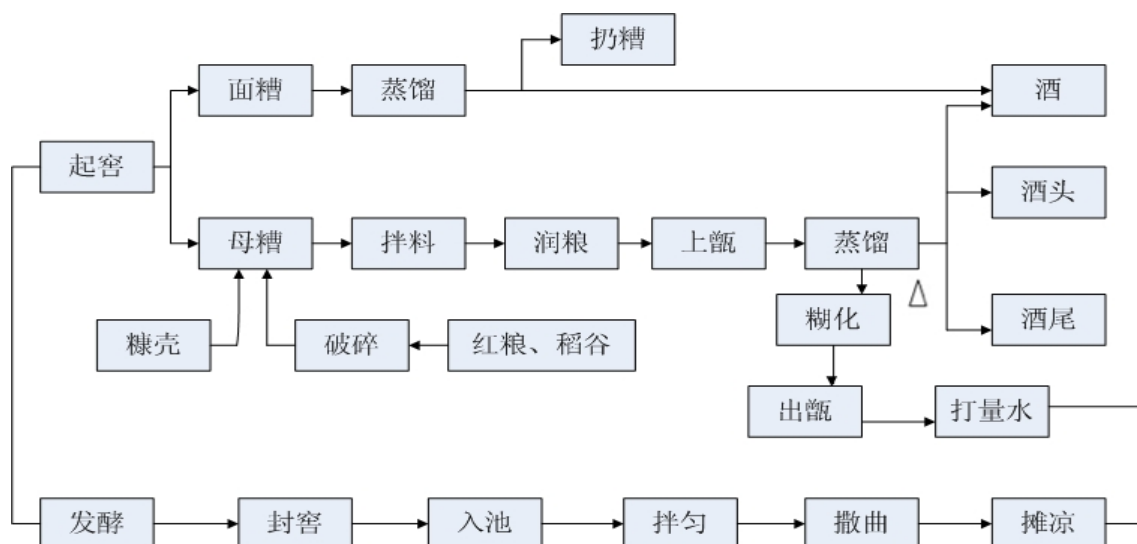 扔糟
面糟
蒸馏
酒
起窖
酒头
母糟
拌料
润粮
上甑
蒸馏
糊化
酒尾
糠壳
破碎
红粮、稻谷
出甑
打量水
发酵
封窖
入池
拌匀
撒曲
摊凉